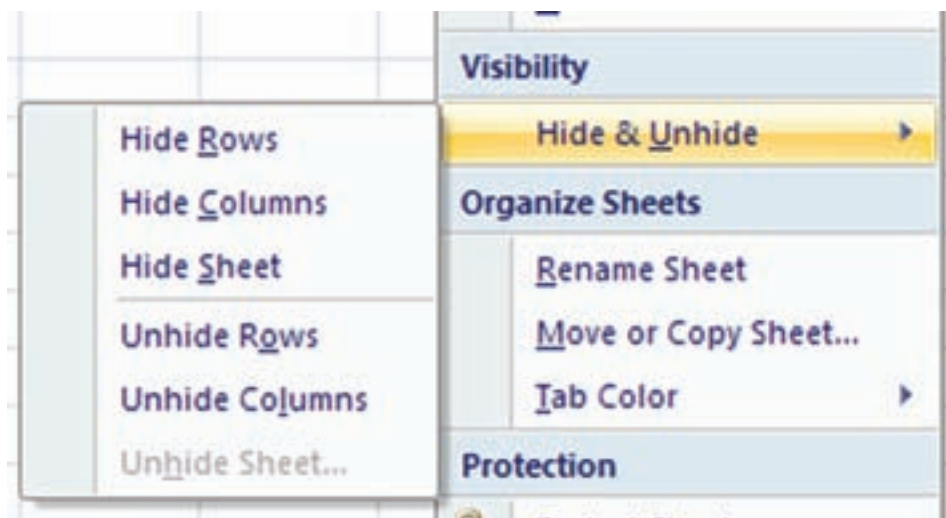 Visibility
Hide & Unhide
Hide Rows
Hide Columns
Hide Sheet
Unhide Rows
Unhide Columns
Unhide Sheet...
Organize Sheets
Rename Sheet
Move or Copy Sheet...
Tab Color
Protection